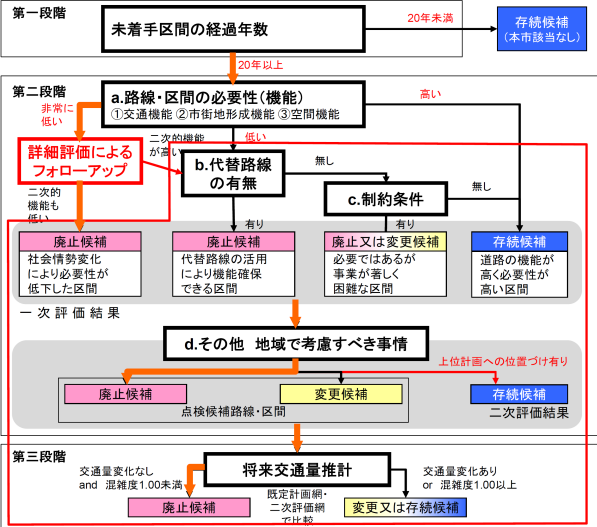 第一段階
未着手区間の経過年数
20年未満
存続候補
(本市該当なし)
20年以上
第二段階
a.路線・区間の必要性(機能)
①交通機能 ②市街地形成機能 ③空間機能
高い
非常に
低い
二次的機能
が高い
低い
詳細評価による
フォローアップ
b.代替路線
の有無
無し
c.制約条件
無し
二次的
機能も
低い
有り
有り
廃止候補
社会情勢変化
により必要性が
低下した区間
廃止候補
代替路線の活用
により機能確保
できる区間
廃止又は変更候補
必要ではあるが
事業が著しく
困難な区間
存続候補
道路の機能が
高く必要性が
高い区間
一次評価結果
d.その他 地域で考慮すべき事情
上位計画への位置づけ有り
廃止候補
変更候補
存続候補
点検候補路線・区間
二次評価結果
第三段階
将来交通量推計
交通量変化なし
and 混雑度1.00未満
交通量変化あり
or 混雑度1.00以上
既定計画網・
二次評価網
で比較
廃止候補
変更又は存続候補